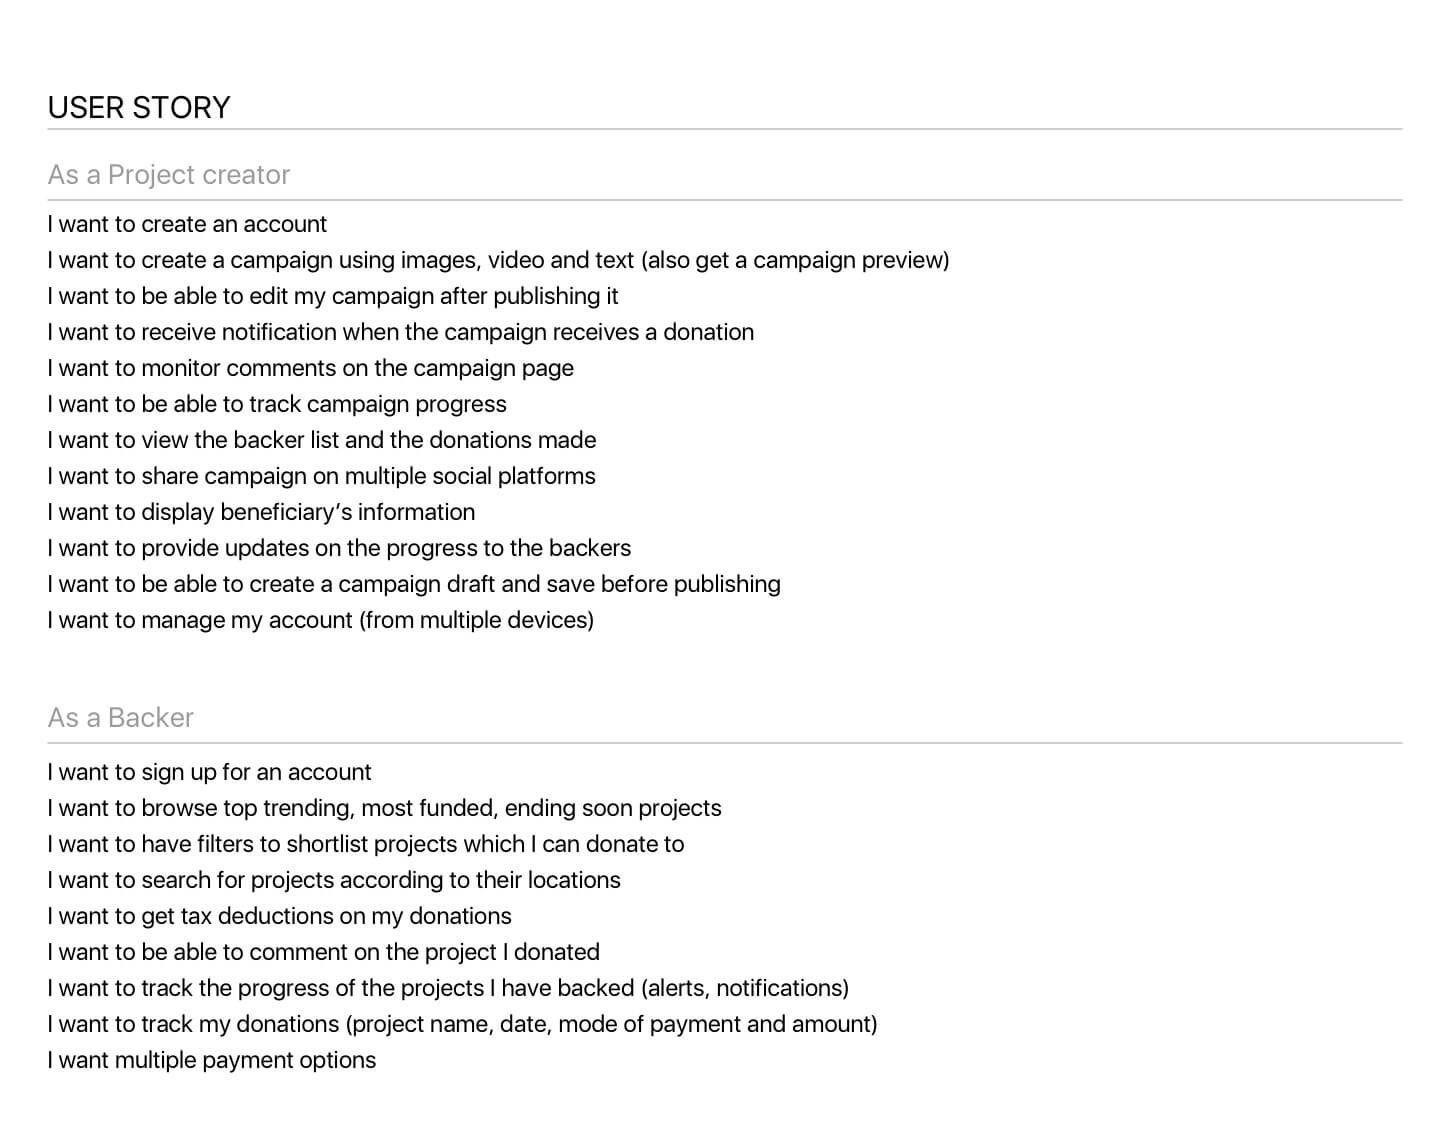 USER STORY
As a Project creator
I want to create an account
I want to create a campaign using images, video and text (also get a campaign preview)
I want to be able to edit my campaign after publishing it
I want to receive notification when the campaign receives a donation
I want to monitor comments on the campaign page
I want to be able to track campaign progress
I want to view the backer list and the donations made
I want to share campaign on multiple social platforms
I want to display beneficiary’s information
I want to provide updates on the progress to the backers
I want to be able to create a campaign draft and save before publishing
I want to manage my account (from multiple devices)
As a Backer
I want to sign up for an account
I want to browse top trending, most funded, ending soon projects
I want to have filters to shortlist projects which I can donate to
I want to search for projects according to their locations
I want to get tax deductions on my donations
I want to be able to comment on the project I donated
I want to track the progress of the projects I have backed (alerts, notifications)
I want to track my donations (project name, date, mode of payment and amount)
I want multiple payment options